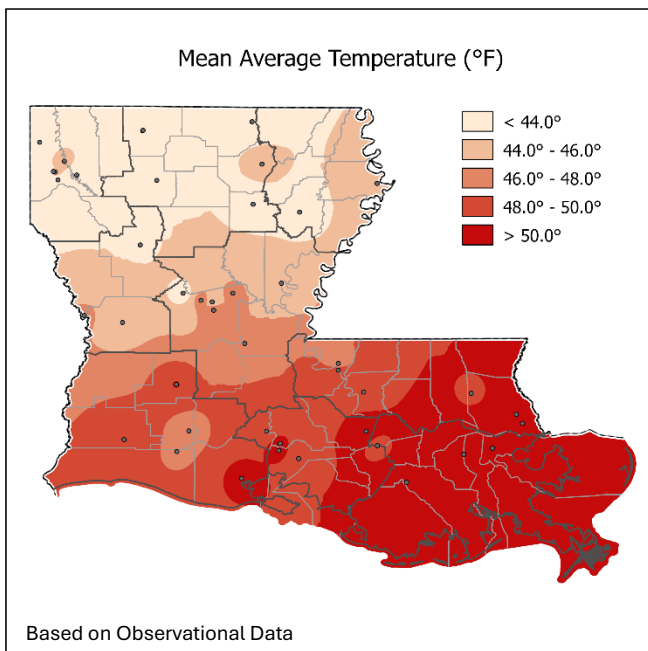 Mean Average Temperature (°F)
< 44.0°
44.0° - 46.0°
46.0° - 48.0°
48.0° - 50.0°
> 50.0°
Based on Observational Data